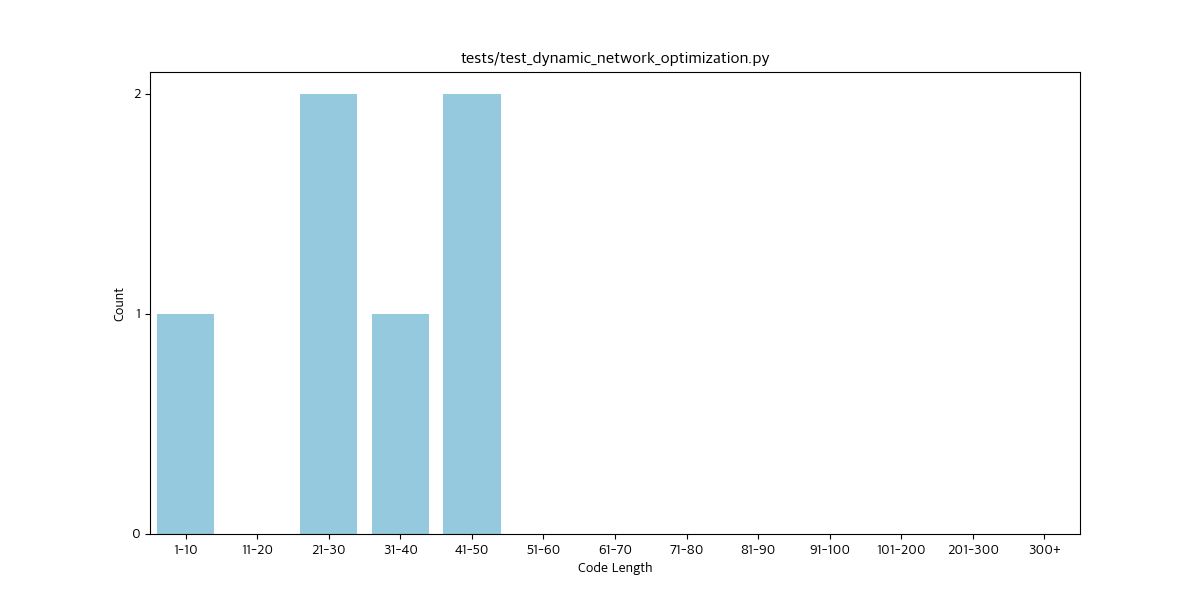 tests/test_dynamic_network_optimization.py
2
1
0
Count
1-10 11-20 21-30 31-40 41-50 51-60 61-70 71-80 81-90 91-100 101-200 201-300 300+
Code Length